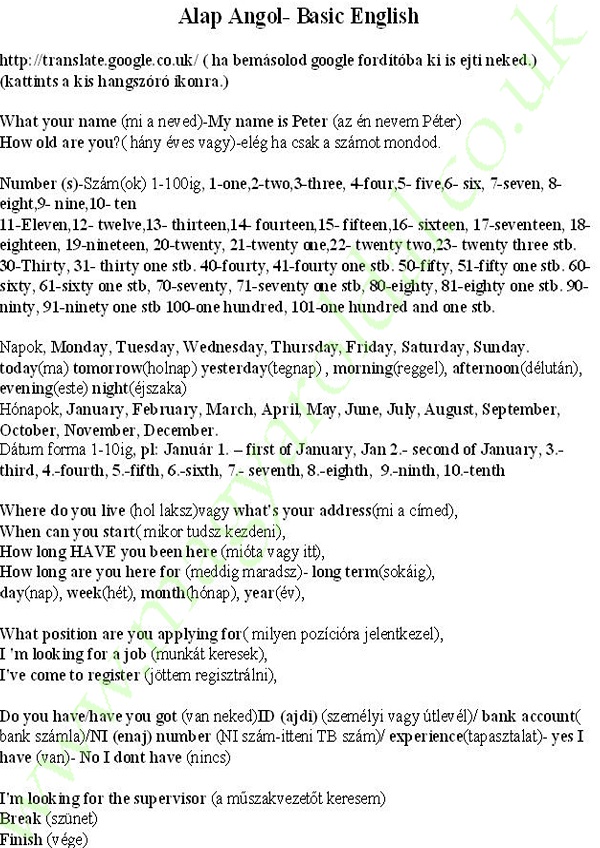 Alap Angol- Basic English
http://translate.google.co.uk/ ( ha bemásolod google fordítóba ki is ejti neked.)
(kattints a kis hangszóró ikonra.)
What your name (mi a neved)-My name is Peter (az én nevem Péter)
How old are you?( hány éves vagy)-elég ha csak a számot mondod.
Number (s)-Szám(ok) 1-100ig, 1-one,2-two,3-three, 4-four,5- five,6- six, 7-seven, 8-
eight,9- nine,10- ten
11-Eleven,12- twelve,13- thirteen,14- fourteen,15- fifteen,16- sixteen, 17-seventeen, 18-
eighteen, 19-nineteen, 20-twenty, 21-twenty one,22- twenty two,23- twenty three stb.
30-Thirty, 31- thirty one stb. 40-fourty, 41-fourty one stb. 50-fifty, 51-fifty one stb. 60-
sixty, 61-sixty one stb, 70-seventy, 71-seventy one stb, 80-eighty, 81-eighty one stb. 90-
ninty, 91-ninety one stb 100-one hundred, 101-one hundred and one stb.
Napok, Monday, Tuesday, Wednesday, Thursday, Friday, Saturday, Sunday.
today(ma) tomorrow(holnap) yesterday(tegnap) , morning(reggel), afternoon(délután),
evening(este) night(éjszaka)
Hónapok, January, February, March, April, May, June, July, August, September,
October, November, December.
Dátum forma 1-10ig, pl: Január 1. – first of January, Jan 2.- second of January, 3.-
third, 4.-fourth, 5.-fifth, 6.-sixth, 7.- seventh, 8.-eighth, 9.-ninth, 10.-tenth
Where do you live (hol laksz)vagy what's your address(mi a címed),
When can you start( mikor tudsz kezdeni),
How long HAVE you been here (mióta vagy itt),
How long are you here for (meddig maradsz)- long term(sokáig),
day(nap), week(hét), month(hónap), year(év),
What position are you applying for( milyen pozícióra jelentkezel),
I 'm looking for a job (munkát keresek),
I've come to register (jöttem regisztrálni),
Do you have/have you got (van neked)ID (ajdi) (személyi vagy útlevél)/ bank account(
bank számla)/NI (enaj) number (NI szám-itteni TB szám)/ experience(tapasztalat)- yes I
have (van)- No I dont have (nincs)
I'm looking for the supervisor (a műszakvezetőt keresem)
Break (szünet)
Finish (vége)
www.magyaroldal.co.uk